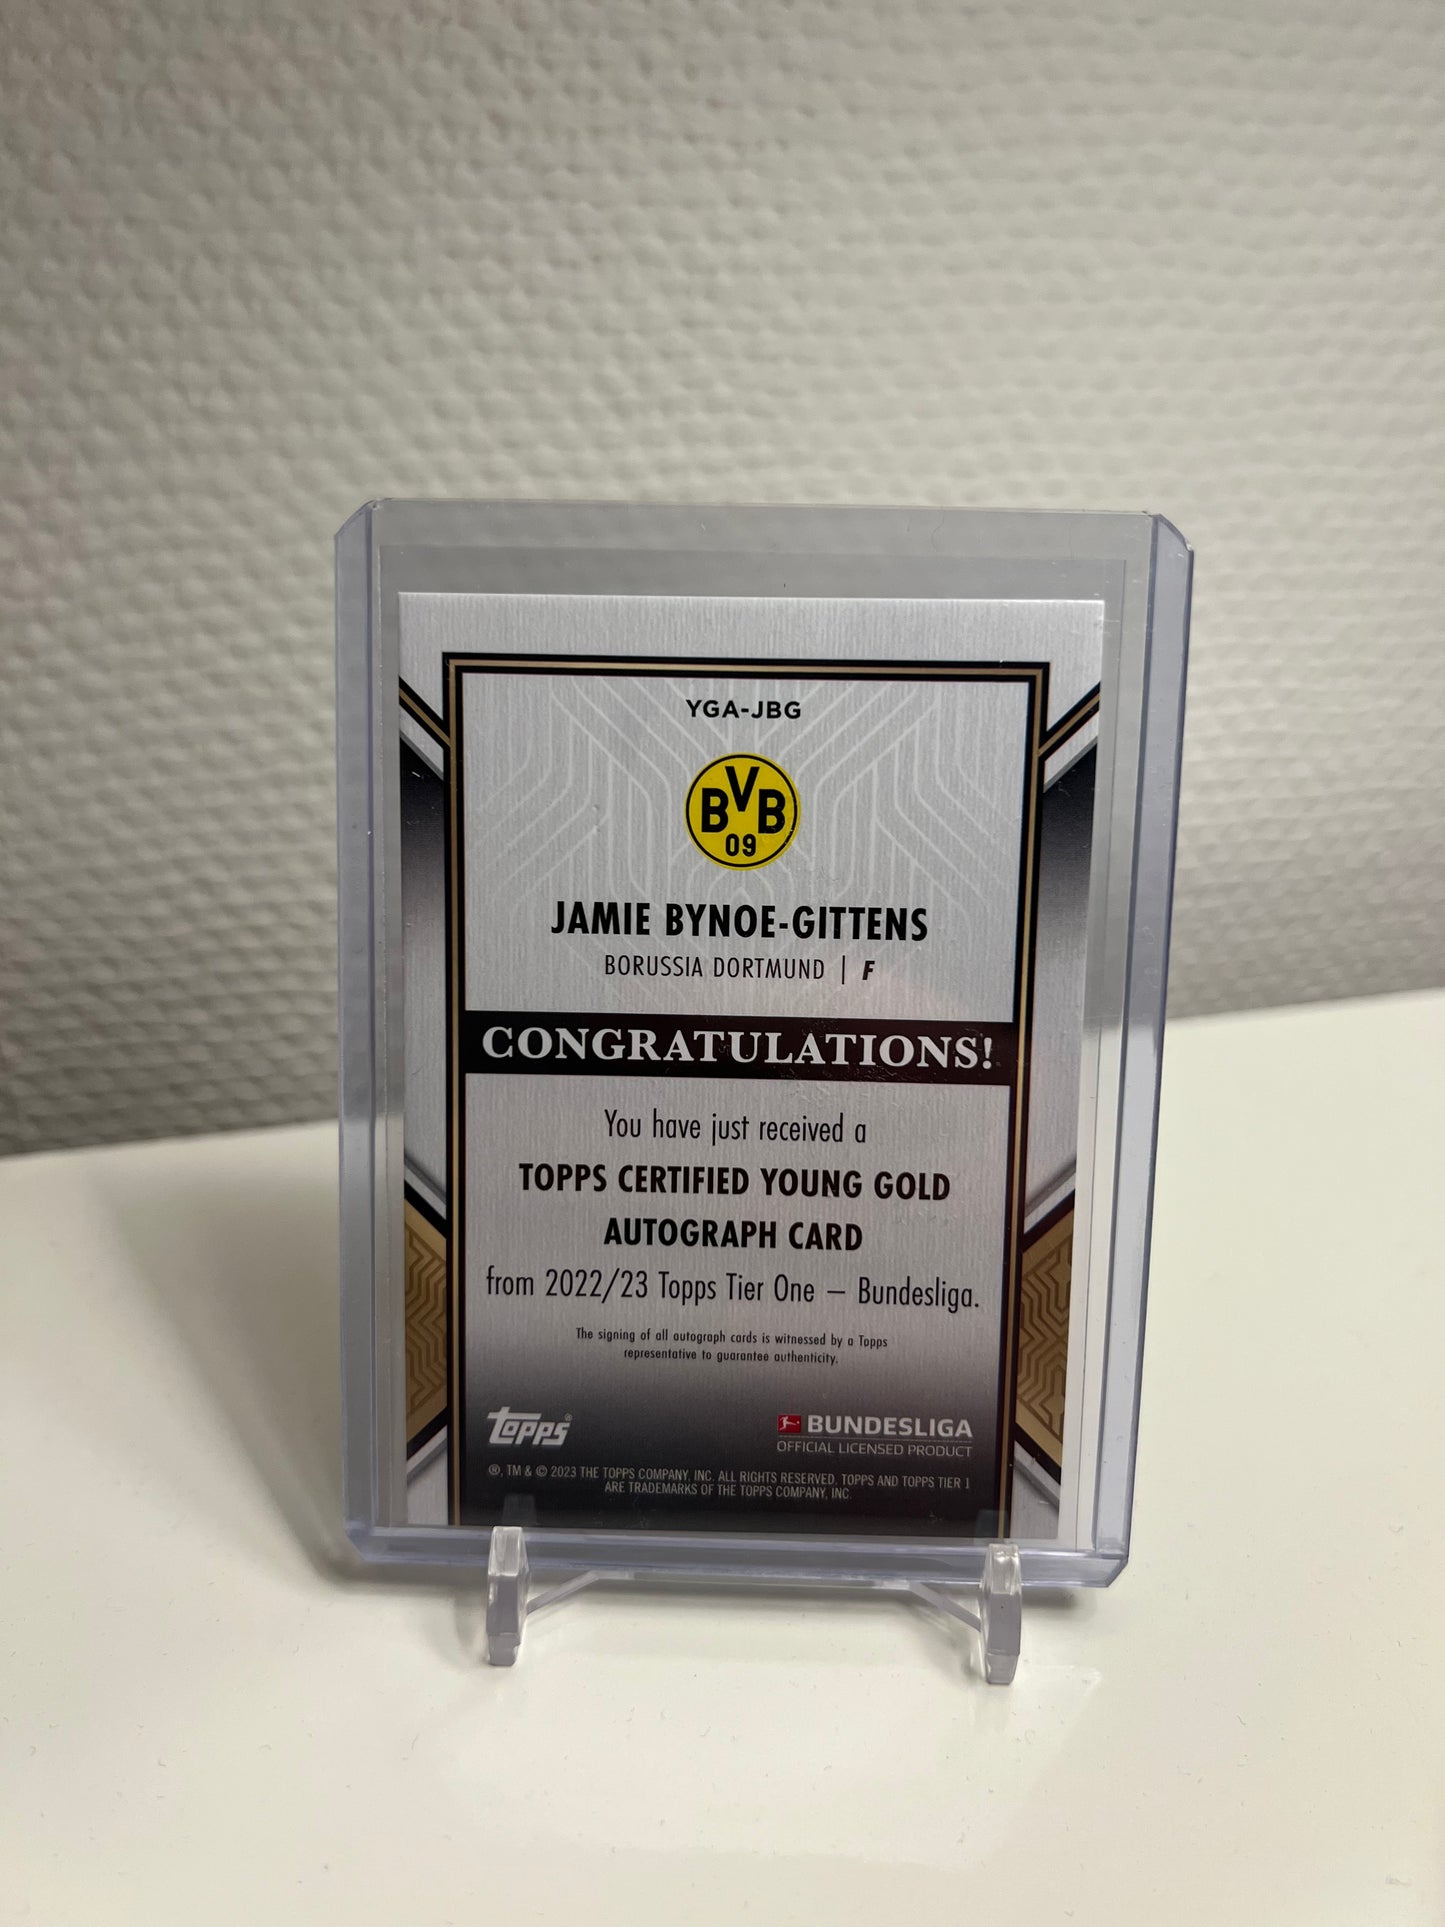 YGA-JBG
BVB
09
JAMIE BYNOE-GITTENS
BORUSSIA DORTMUND | F
CONGRATULATIONS!
You have just received a
TOPPS CERTIFIED YOUNG GOLD
AUTOGRAPH CARD
from 2022/23 Topps Tier One – Bundesliga.
The signing of all autograph cards is witnessed by a Topps
representative to guarantee authenticity.
topps®
BUNDESLIGA
OFFICIAL LICENSED PRODUCT
®, TM & © 2023 THE TOPPS COMPANY, INC. ALL RIGHTS RESERVED. TOPPS AND TOPPS TIER 1
ARE TRADEMARKS OF THE TOPPS COMPANY, INC.